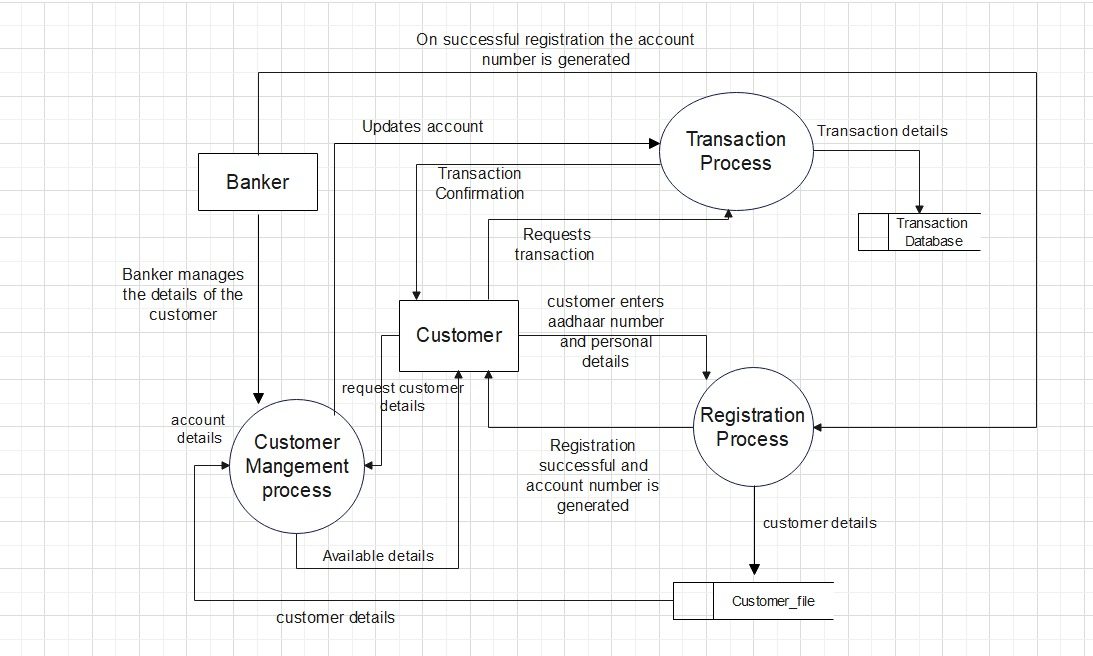 On successful registration the account
number is generated
Updates account
Transaction
Process
Transaction details
Banker
Transaction
Confirmation
Transaction
Database
Requests
transaction
Banker manages
the details of the
customer
customer enters
aadhaar number
and personal
details
Customer
request customer
details
account
details
Registration
Process
Customer
Mangement
process
Registration
successful and
account number is
generated
customer details
Available details
Customer_file
customer details